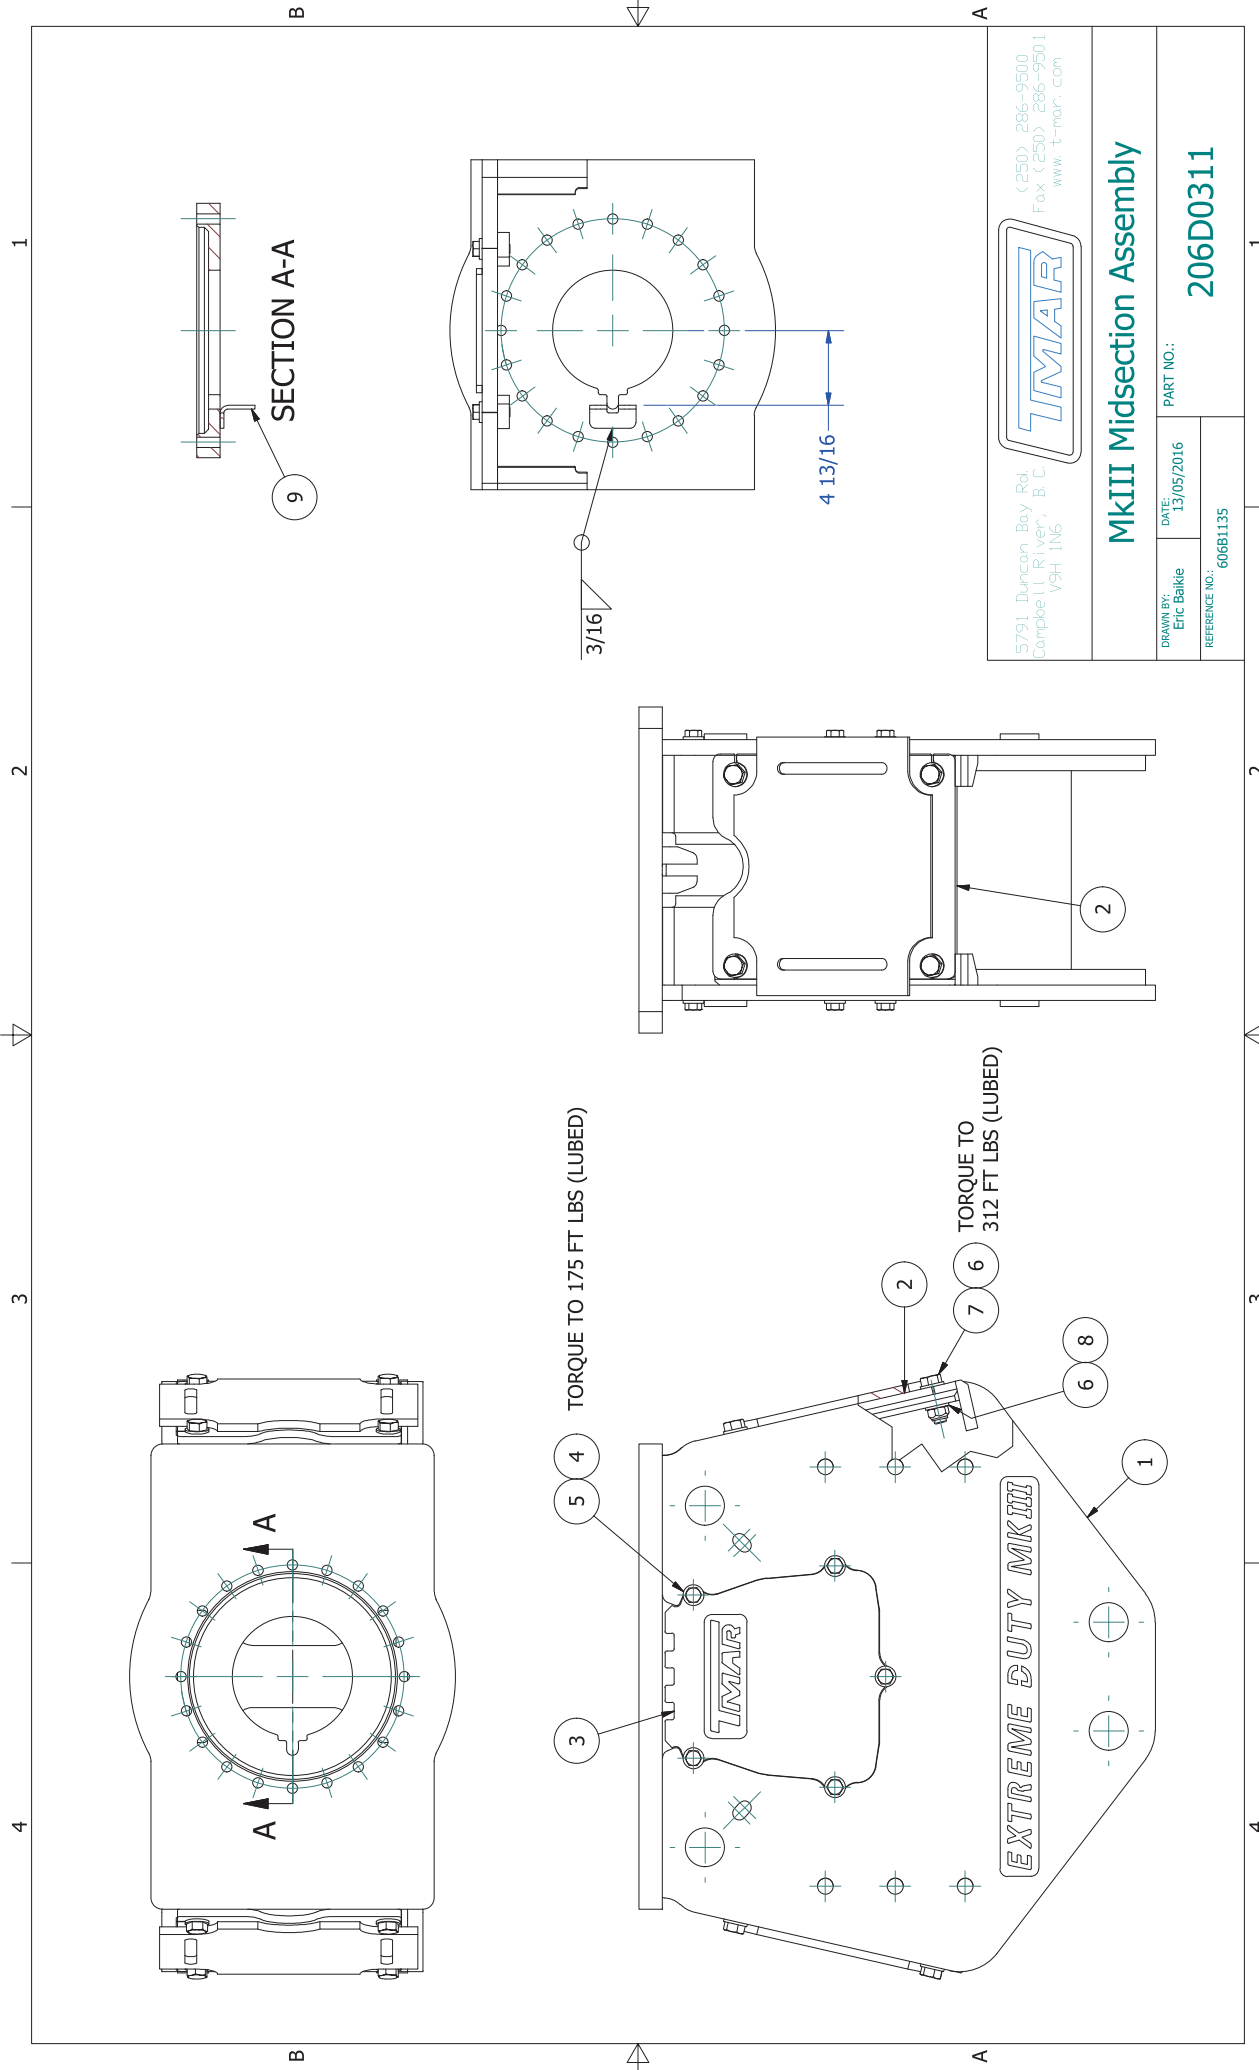 4
3
2
1
B
B
A
A
SECTION A-A
9
A
A
3/16
4 13/16
TORQUE TO 175 FT LBS (LUBED)
3
5
4
TMAR
EXTREME DUTY MKIII
2
7
6
TORQUE TO
312 FT LBS (LUBED)
6
8
1
2
5791 Duncan Bay Rd.
Campbell River, B.C.
V9H 1N6
TMAR
(250) 286-9500
Fax (250) 286-9501
www.t-mar.com
MkIII Midsection Assembly
DRAWN BY:
Eric Baikie
DATE:
13/05/2016
PART NO.:
206D0311
REFERENCE NO.:
606B1135
A
A
4
3
2
1